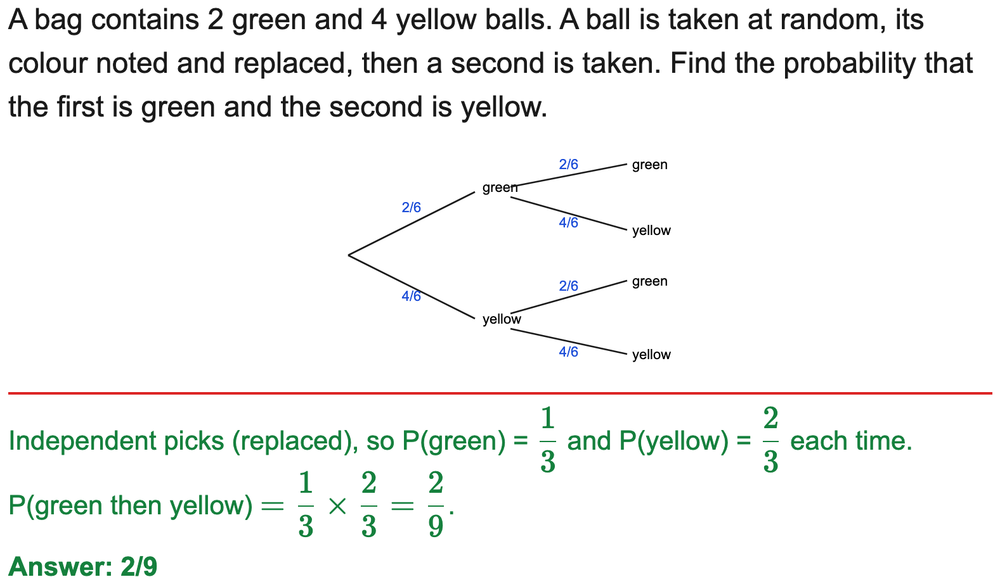 A bag contains 2 green and 4 yellow balls. A ball is taken at random, its
colour noted and replaced, then a second is taken. Find the probability that
the first is green and the second is yellow.
2/6 green
green
2/6
4/6
yellow
2/6 green
4/6
yellow
4/6
yellow
Independent picks (replaced), so P(green) = 1/3 and P(yellow) = 2/3 each time.
P(green then yellow) = 1/3 × 2/3 = 2/9.
Answer: 2/9